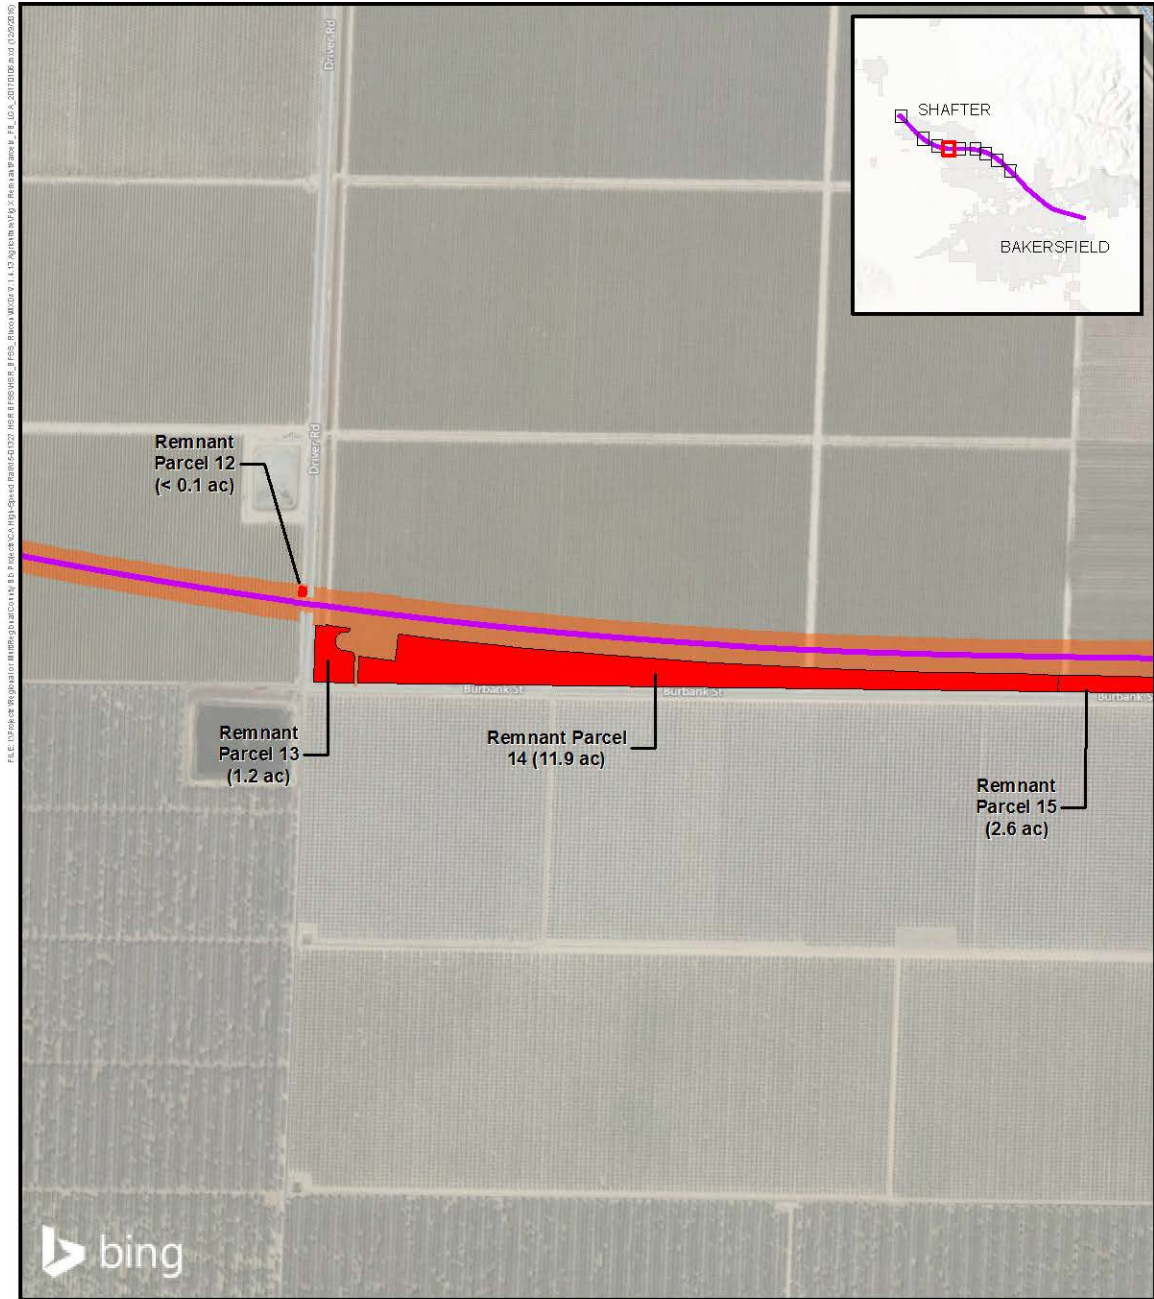 Driver Rd
SHAFTER
BAKERSFIELD
Remnant
Parcel 12
(< 0.1 ac)
Driver Rd
Burbank St
Burbank St
Burbank S
Remnant
Parcel 13
(1.2 ac)
Remnant Parcel
14 (11.9 ac)
Remnant
Parcel 15
(2.6 ac)
bing